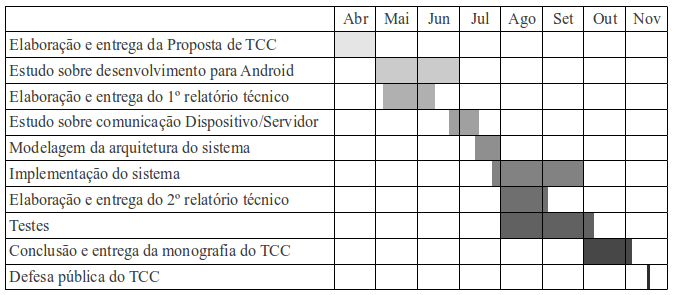 Abr Mai Jun Jul Ago Set Out Nov
Elaboração e entrega da Proposta de TCC
Estudo sobre desenvolvimento para Android
Elaboração e entrega do 1º relatório técnico
Estudo sobre comunicação Dispositivo/Servidor
Modelagem da arquitetura do sistema
Implementação do sistema
Elaboração e entrega do 2º relatório técnico
Testes
Conclusão e entrega da monografia do TCC
Defesa pública do TCC